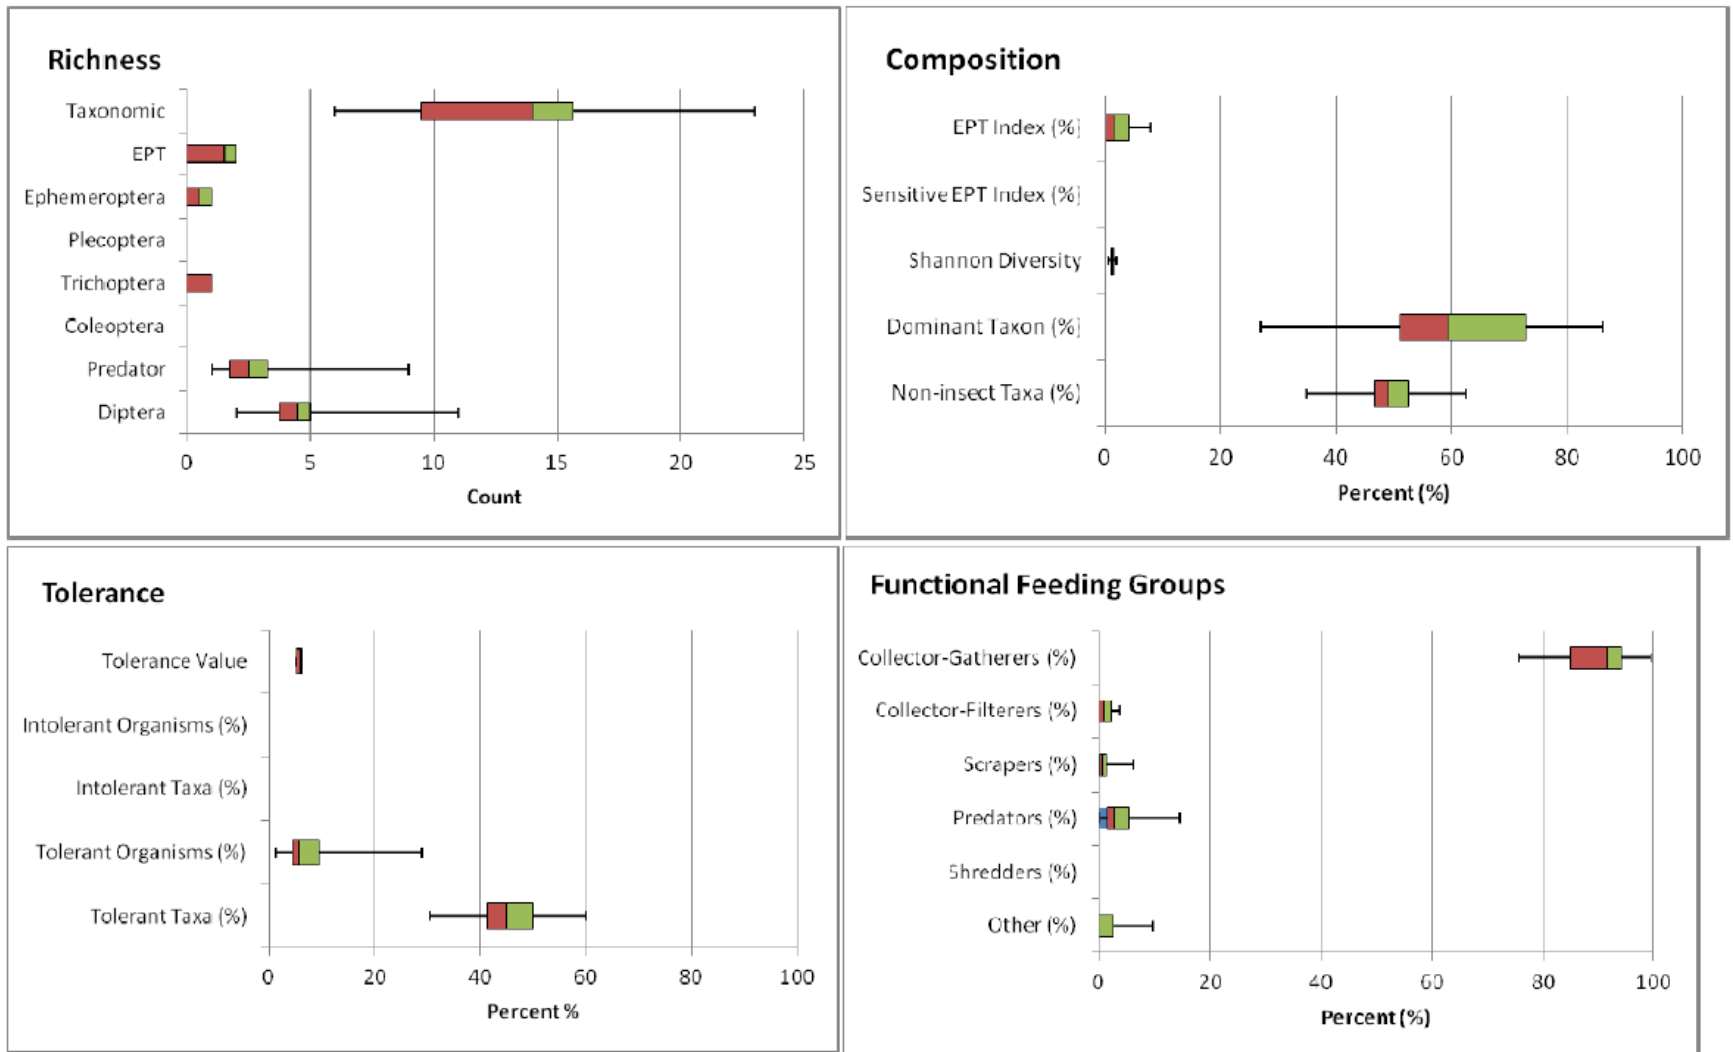 Richness
Taxonomic
EPT
Ephemeroptera
Plecoptera
Trichoptera
Coleoptera
Predator
Diptera
0 5 10 15 20 25
Count
Composition
EPT Index (%)
Sensitive EPT Index (%)
Shannon Diversity
Dominant Taxon (%)
Non-insect Taxa (%)
0 20 40 60 80 100
Percent (%)
Tolerance
Tolerance Value
Intolerant Organisms (%)
Intolerant Taxa (%)
Tolerant Organisms (%)
Tolerant Taxa (%)
0 20 40 60 80 100
Percent %
Functional Feeding Groups
Collector-Gatherers (%)
Collector-Filterers (%)
Scrapers (%)
Predators (%)
Shredders (%)
Other (%)
0 20 40 60 80 100
Percent (%)